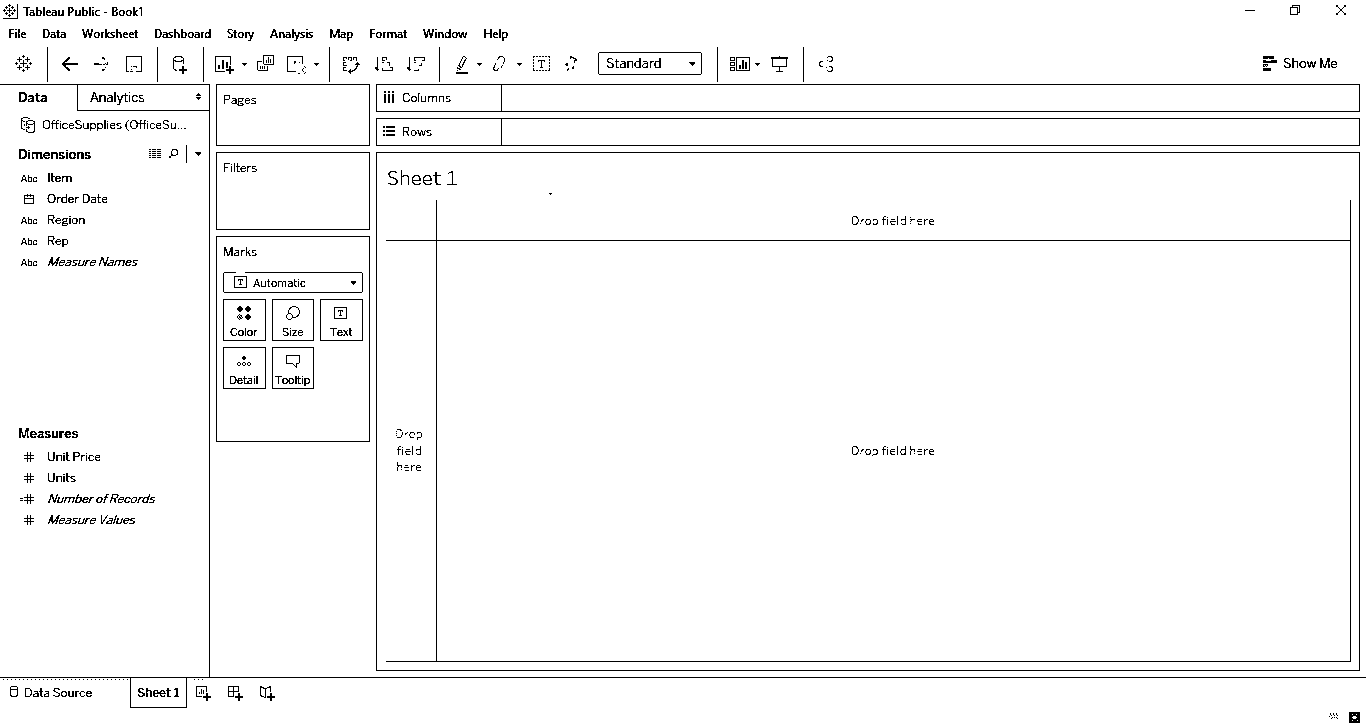 Tableau Public - Book1
File Data Worksheet Dashboard Story Analysis Map Format Window Help
Standard
Show Me
Data Analytics
OfficeSupplies (OfficeSu...
Dimensions
Abc Item
Order Date
Abc Region
Abc Rep
Abc Measure Names
Measures
# Unit Price
# Units
=# Number of Records
# Measure Values
Pages
Filters
Marks
T Automatic
Color Size T Text
Detail Tooltip
Columns
Rows
Sheet 1
Drop field here
Drop
field
here
Drop field here
Data Source Sheet 1